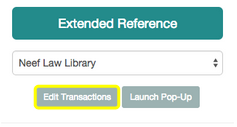 Extended Reference
Neef Law Library
Edit Transactions Launch Pop-Up